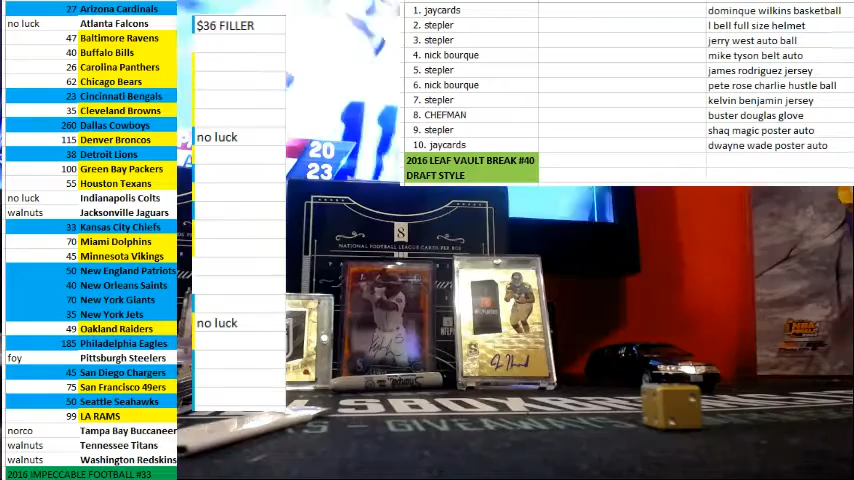 27 Arizona Cardinals
no luck Atlanta Falcons
47 Baltimore Ravens
40 Buffalo Bills
26 Carolina Panthers
62 Chicago Bears
23 Cincinnati Bengals
35 Cleveland Browns
260 Dallas Cowboys
115 Denver Broncos
38 Detroit Lions
100 Green Bay Packers
55 Houston Texans
no luck Indianapolis Colts
walnuts Jacksonville Jaguars
33 Kansas City Chiefs
70 Miami Dolphins
45 Minnesota Vikings
50 New England Patriots
40 New Orleans Saints
70 New York Giants
35 New York Jets
49 Oakland Raiders
185 Philadelphia Eagles
foy Pittsburgh Steelers
45 San Diego Chargers
75 San Francisco 49ers
50 Seattle Seahawks
99 LA RAMS
norco Tampa Bay Buccaneer
walnuts Tennessee Titans
walnuts Washington Redskins
2016 IMPECCABLE FOOTBALL #33
$36 FILLER
no luck
no luck
1. jaycards dominque wilkins basketball
2. stepler l bell full size helmet
3. stepler jerry west auto ball
4. nick bourque mike tyson belt auto
5. stepler james rodriguez jersey
6. nick bourque pete rose charlie hustle ball
7. stepler kelvin benjamin jersey
8. CHEFMAN buster douglas glove
9. stepler shaq magic poster auto
10. jaycards dwayne wade poster auto
2016 LEAF VAULT BREAK #40
DRAFT STYLE
20
23
8
NATIONAL FOOTBALL LEAGUE CARDS PER BOX